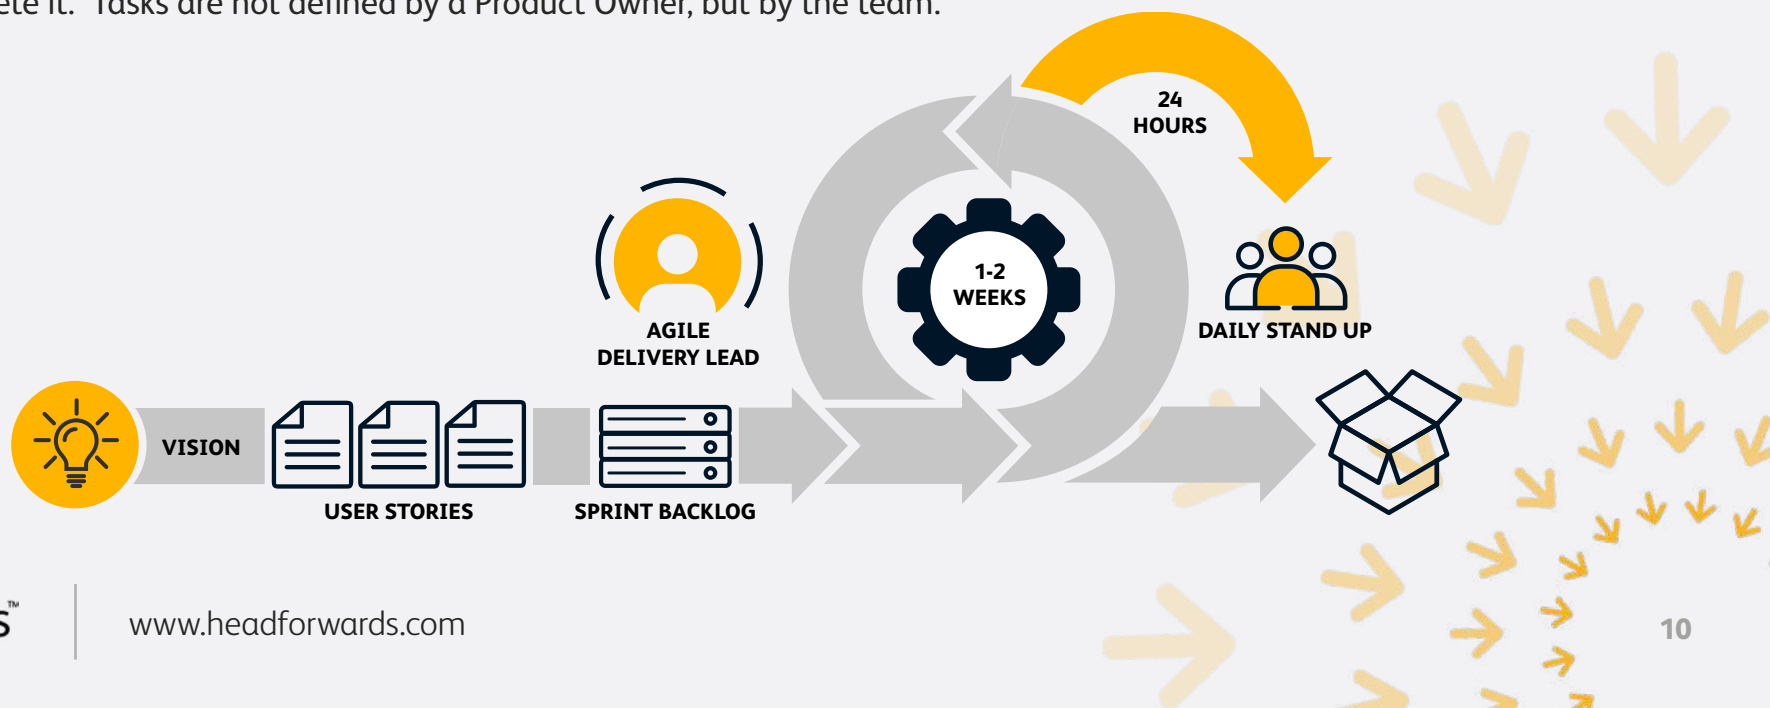 it. Tasks are not defined by a Product Owner, but by the team.
24
HOURS
1-2
WEEKS
AGILE
DELIVERY LEAD
DAILY STAND UP
VISION
USER STORIES
SPRINT BACKLOG
www.headforwards.com
10